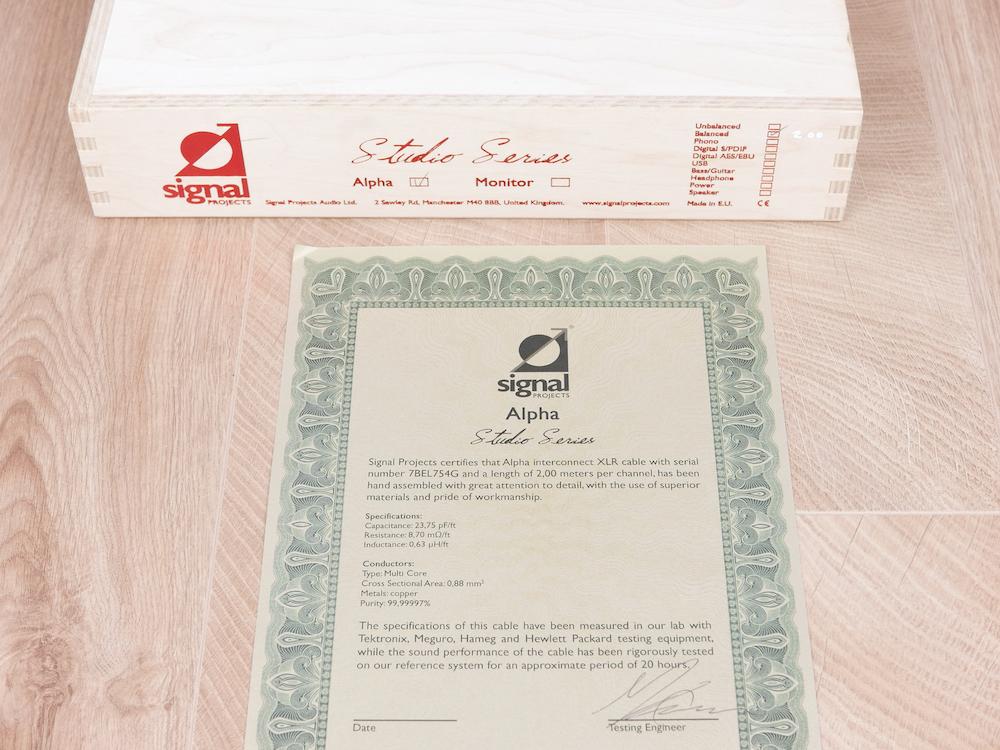 Studio Series
Alpha Monitor
signal
PROJECTS
Signal Projects Audio Ltd. 2 Sawley Rd, Manchester M40 8BB, United Kingdom. www.signalprojects.com
Unbalanced
Balanced 2.00
Phono
Digital S/PDIF
Digital AES/EBU
USB
Bass/Guitar
Headphone
Power
Speaker
Made in E.U. CE
signal
PROJECTS
Alpha
Studio Series
Signal Projects certifies that Alpha interconnect XLR cable with serial
number 7BEL754G and a length of 2,00 meters per channel, has been
hand assembled with great attention to detail, with the use of superior
materials and pride of workmanship.
Specifications:
Capacitance: 23,75 pF/ft
Resistance: 8,70 mΩ/ft
Inductance: 0,63 μH/ft
Conductors:
Type: Multi Core
Cross Sectional Area: 0,88 mm²
Metals: copper
Purity: 99,99997%
The specifications of this cable have been measured in our lab with
Tektronix, Meguro, Hameg and Hewlett Packard testing equipment,
while the sound performance of the cable has been rigorously tested
on our reference system for an approximate period of 20 hours.
Date Testing Engineer